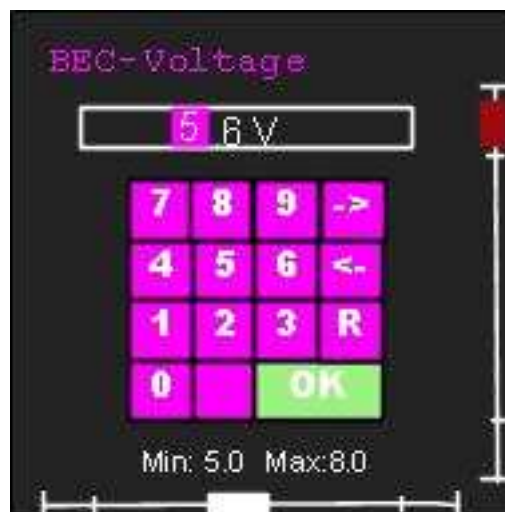 BEC-Voltage
5 6 V
7 8 9 ->
4 5 6 <-
1 2 3 R
0 OK
Min: 5.0 Max:8.0